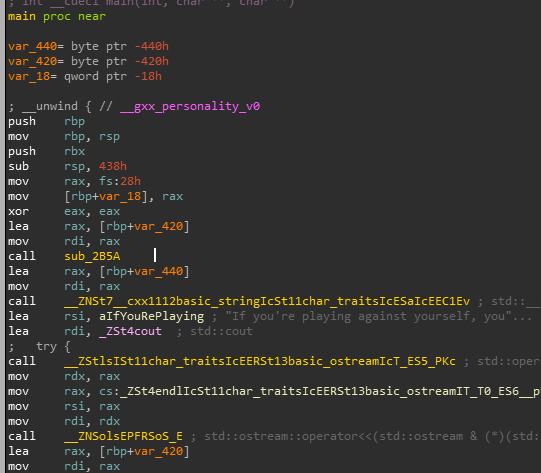 ; int __cdecl main(int, char **, char **)
main proc near
var_440= byte ptr -440h
var_420= byte ptr -420h
var_18= qword ptr -18h
; __unwind { // __gxx_personality_v0
push rbp
mov rbp, rsp
push rbx
sub rsp, 438h
mov rax, fs:28h
mov [rbp+var_18], rax
xor eax, eax
lea rax, [rbp+var_420]
mov rdi, rax
call sub_2B5A
lea rax, [rbp+var_440]
mov rdi, rax
call __ZNSt7__cxx1112basic_stringIcSt11char_traitsIcESaIcEEC1Ev ; std::__
lea rsi, aIfYouRePlaying ; "If you're playing against yourself, you"...
lea rdi, _ZSt4cout ; std::cout
; try {
call __ZStlsISt11char_traitsIcEERSt13basic_ostreamIcT_ES5_PKc ; std::oper
mov rdx, rax
mov rax, cs:_ZSt4endlIcSt11char_traitsIcEERSt13basic_ostreamIT_T0_ES6__p
mov rsi, rax
mov rdi, rdx
call __ZNSolsEPFRSoS_E ; std::ostream::operator<<(std::ostream & (*)(std
lea rax, [rbp+var_420]
mov rdi, rax